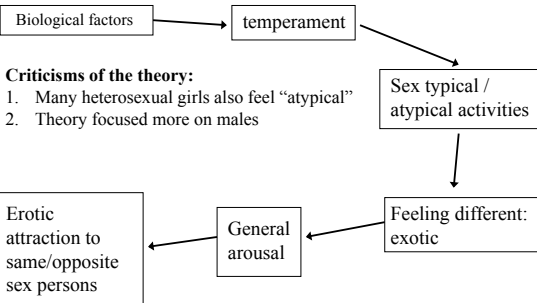 Biological factors
temperament
Criticisms of the theory:
1. Many heterosexual girls also feel “atypical”
2. Theory focused more on males
Sex typical /
atypical activities
Feeling different:
exotic
General
arousal
Erotic
attraction to
same/opposite
sex persons